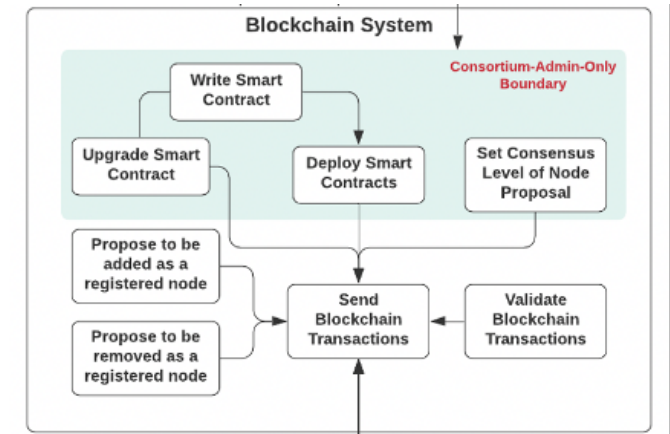 Blockchain System
Consortium-Admin-Only
Boundary
Write Smart
Contract
Upgrade Smart
Contract
Deploy Smart
Contracts
Set Consensus
Level of Node
Proposal
Propose to be
added as a
registered node
Send
Blockchain
Transactions
Validate
Blockchain
Transactions
Propose to be
removed as a
registered node